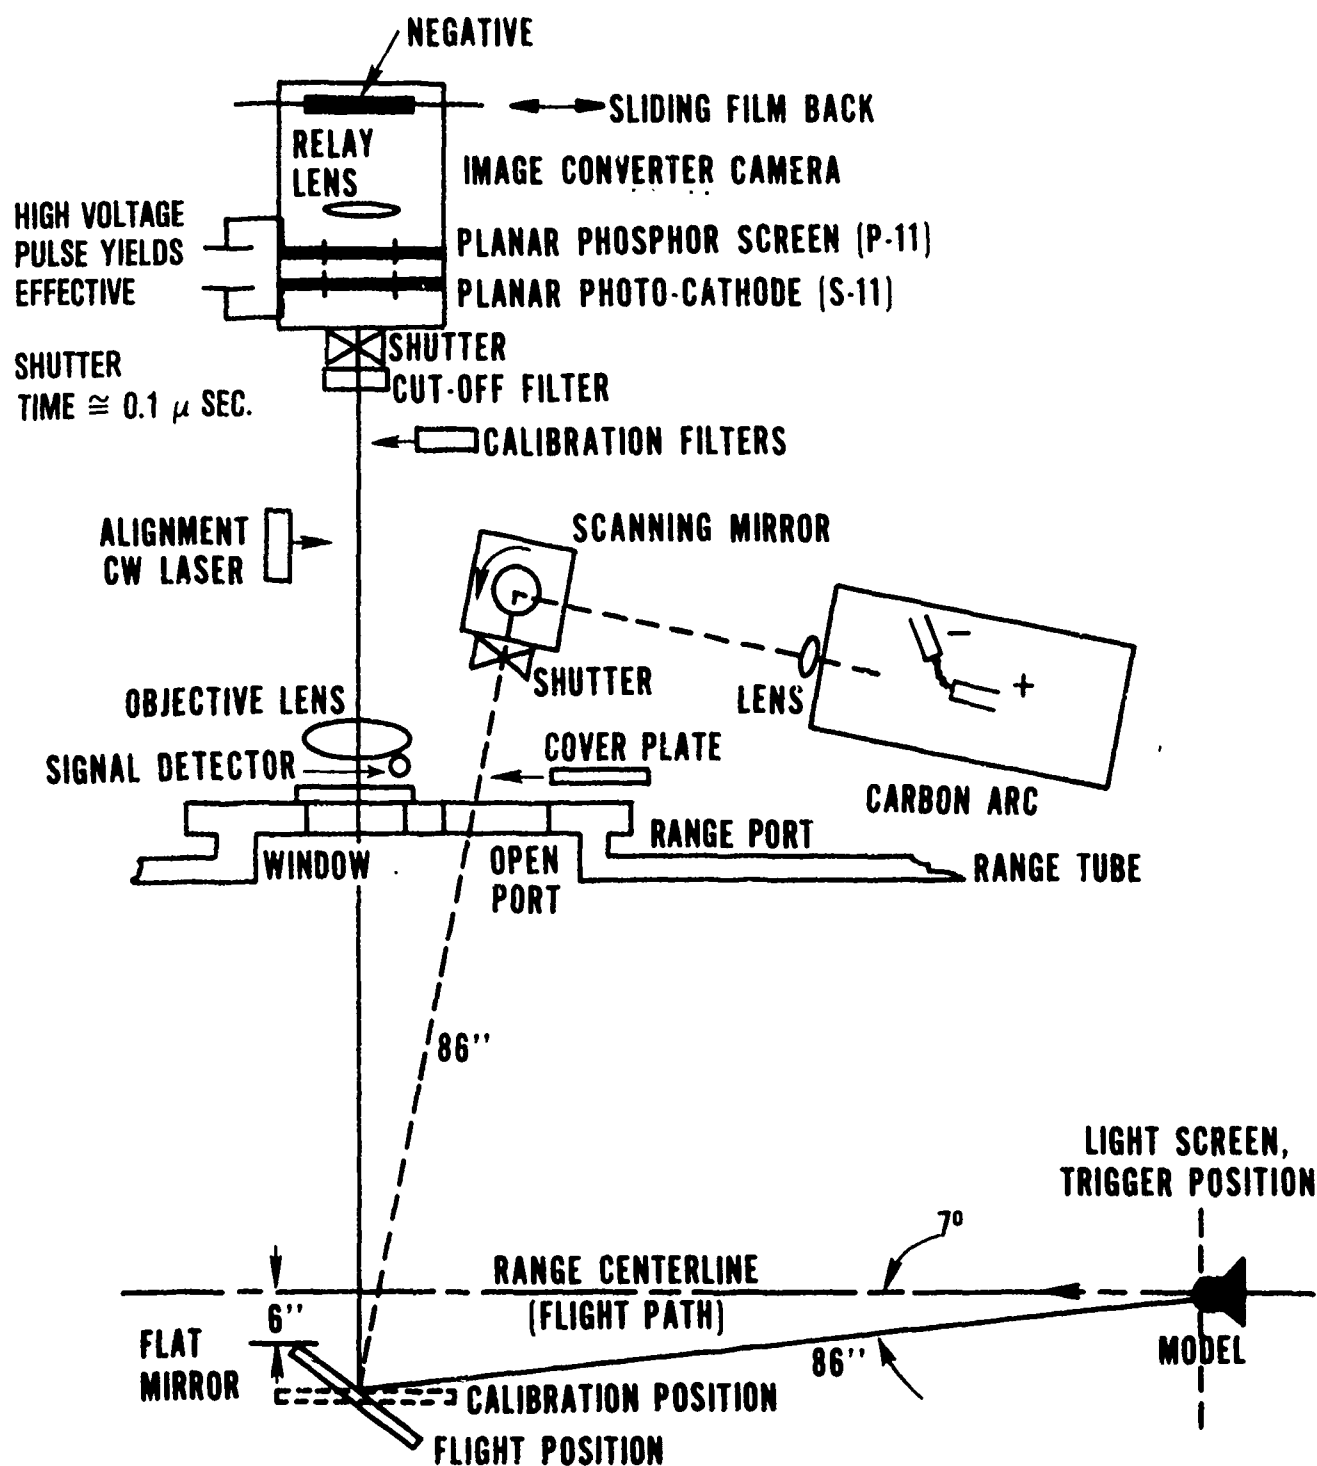 NEGATIVE
SLIDING FILM BACK
RELAY
LENS
IMAGE CONVERTER CAMERA
HIGH VOLTAGE
PULSE YIELDS
EFFECTIVE
PLANAR PHOSPHOR SCREEN (P-11)
PLANAR PHOTO-CATHODE (S-11)
SHUTTER
TIME ≅ 0.1 μ SEC.
SHUTTER
CUT-OFF FILTER
CALIBRATION FILTERS
ALIGNMENT
CW LASER
SCANNING MIRROR
SHUTTER
LENS
− +
CARBON ARC
OBJECTIVE LENS
SIGNAL DETECTOR
COVER PLATE
WINDOW
OPEN
PORT
RANGE PORT
RANGE TUBE
86''
LIGHT SCREEN,
TRIGGER POSITION
7º
RANGE CENTERLINE
(FLIGHT PATH)
6''
FLAT
MIRROR
86''
MODEL
CALIBRATION POSITION
FLIGHT POSITION